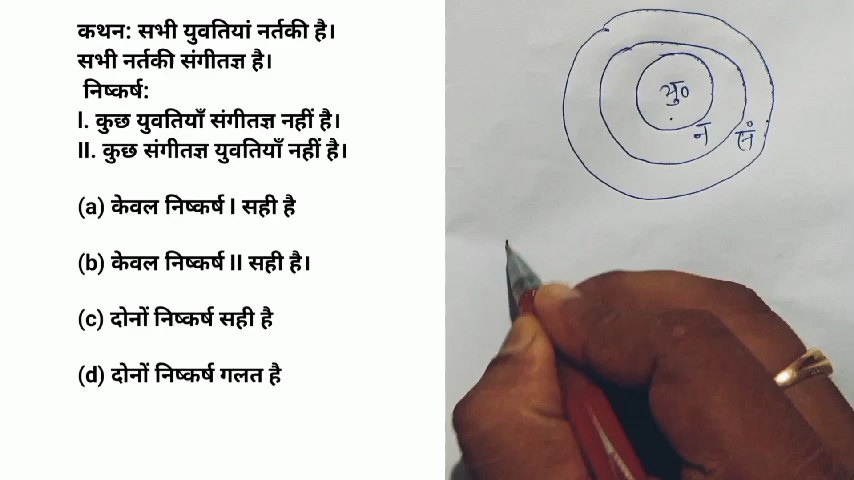 कथन: सभी युवतियां नर्तकी है।
सभी नर्तकी संगीतज्ञ है।
निष्कर्ष:
I. कुछ युवतियाँ संगीतज्ञ नहीं है।
II. कुछ संगीतज्ञ युवतियाँ नहीं है।
(a) केवल निष्कर्ष I सही है
(b) केवल निष्कर्ष II सही है।
(c) दोनों निष्कर्ष सही है
(d) दोनों निष्कर्ष गलत है
यु०
न
सं